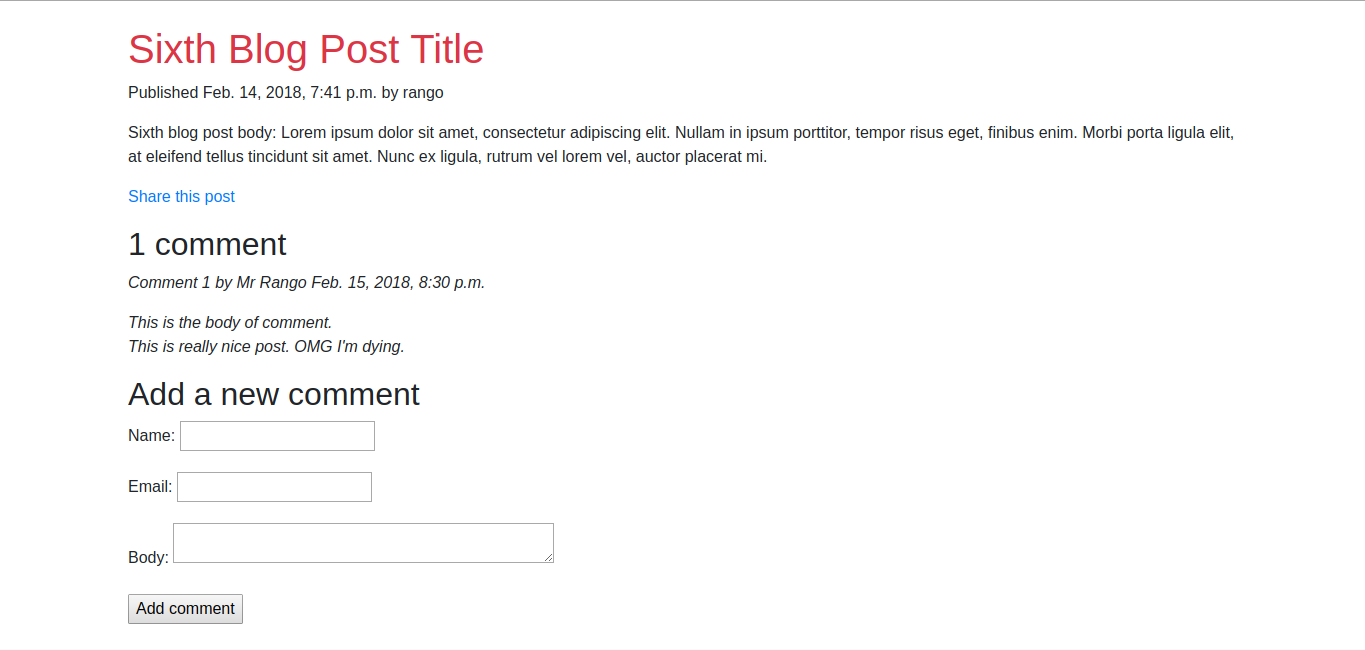 Sixth Blog Post Title
Published Feb. 14, 2018, 7:41 p.m. by rango
Sixth blog post body: Lorem ipsum dolor sit amet, consectetur adipiscing elit. Nullam in ipsum porttitor, tempor risus eget, finibus enim. Morbi porta ligula elit,
at eleifend tellus tincidunt sit amet. Nunc ex ligula, rutrum vel lorem vel, auctor placerat mi.
Share this post
1 comment
Comment 1 by Mr Rango Feb. 15, 2018, 8:30 p.m.
This is the body of comment.
This is really nice post. OMG I'm dying.
Add a new comment
Name:
Email:
Body:
Add comment